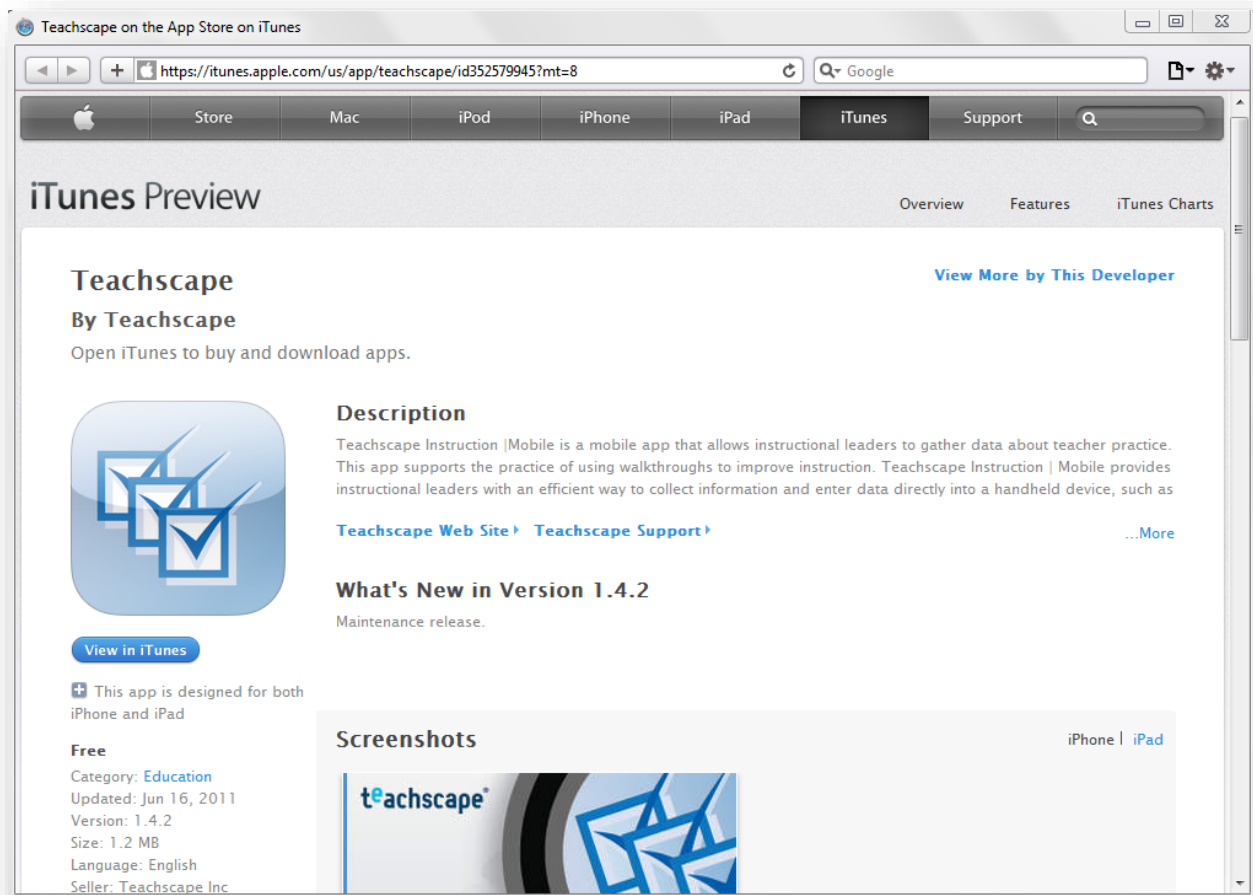 Teachscape on the App Store on iTunes
https://itunes.apple.com/us/app/teachscape/id352579945?mt=8
Google
Store Mac iPod iPhone iPad iTunes Support
iTunes Preview
Overview Features iTunes Charts
Teachscape
View More by This Developer
By Teachscape
Open iTunes to buy and download apps.
Description
Teachscape Instruction |Mobile is a mobile app that allows instructional leaders to gather data about teacher practice.
This app supports the practice of using walkthroughs to improve instruction. Teachscape Instruction | Mobile provides
instructional leaders with an efficient way to collect information and enter data directly into a handheld device, such as
Teachscape Web Site Teachscape Support
...More
What's New in Version 1.4.2
Maintenance release.
View in iTunes
This app is designed for both
iPhone and iPad
Free
Category: Education
Updated: Jun 16, 2011
Version: 1.4.2
Size: 1.2 MB
Language: English
Seller: Teachscape Inc
Screenshots
iPhone | iPad
teachscape